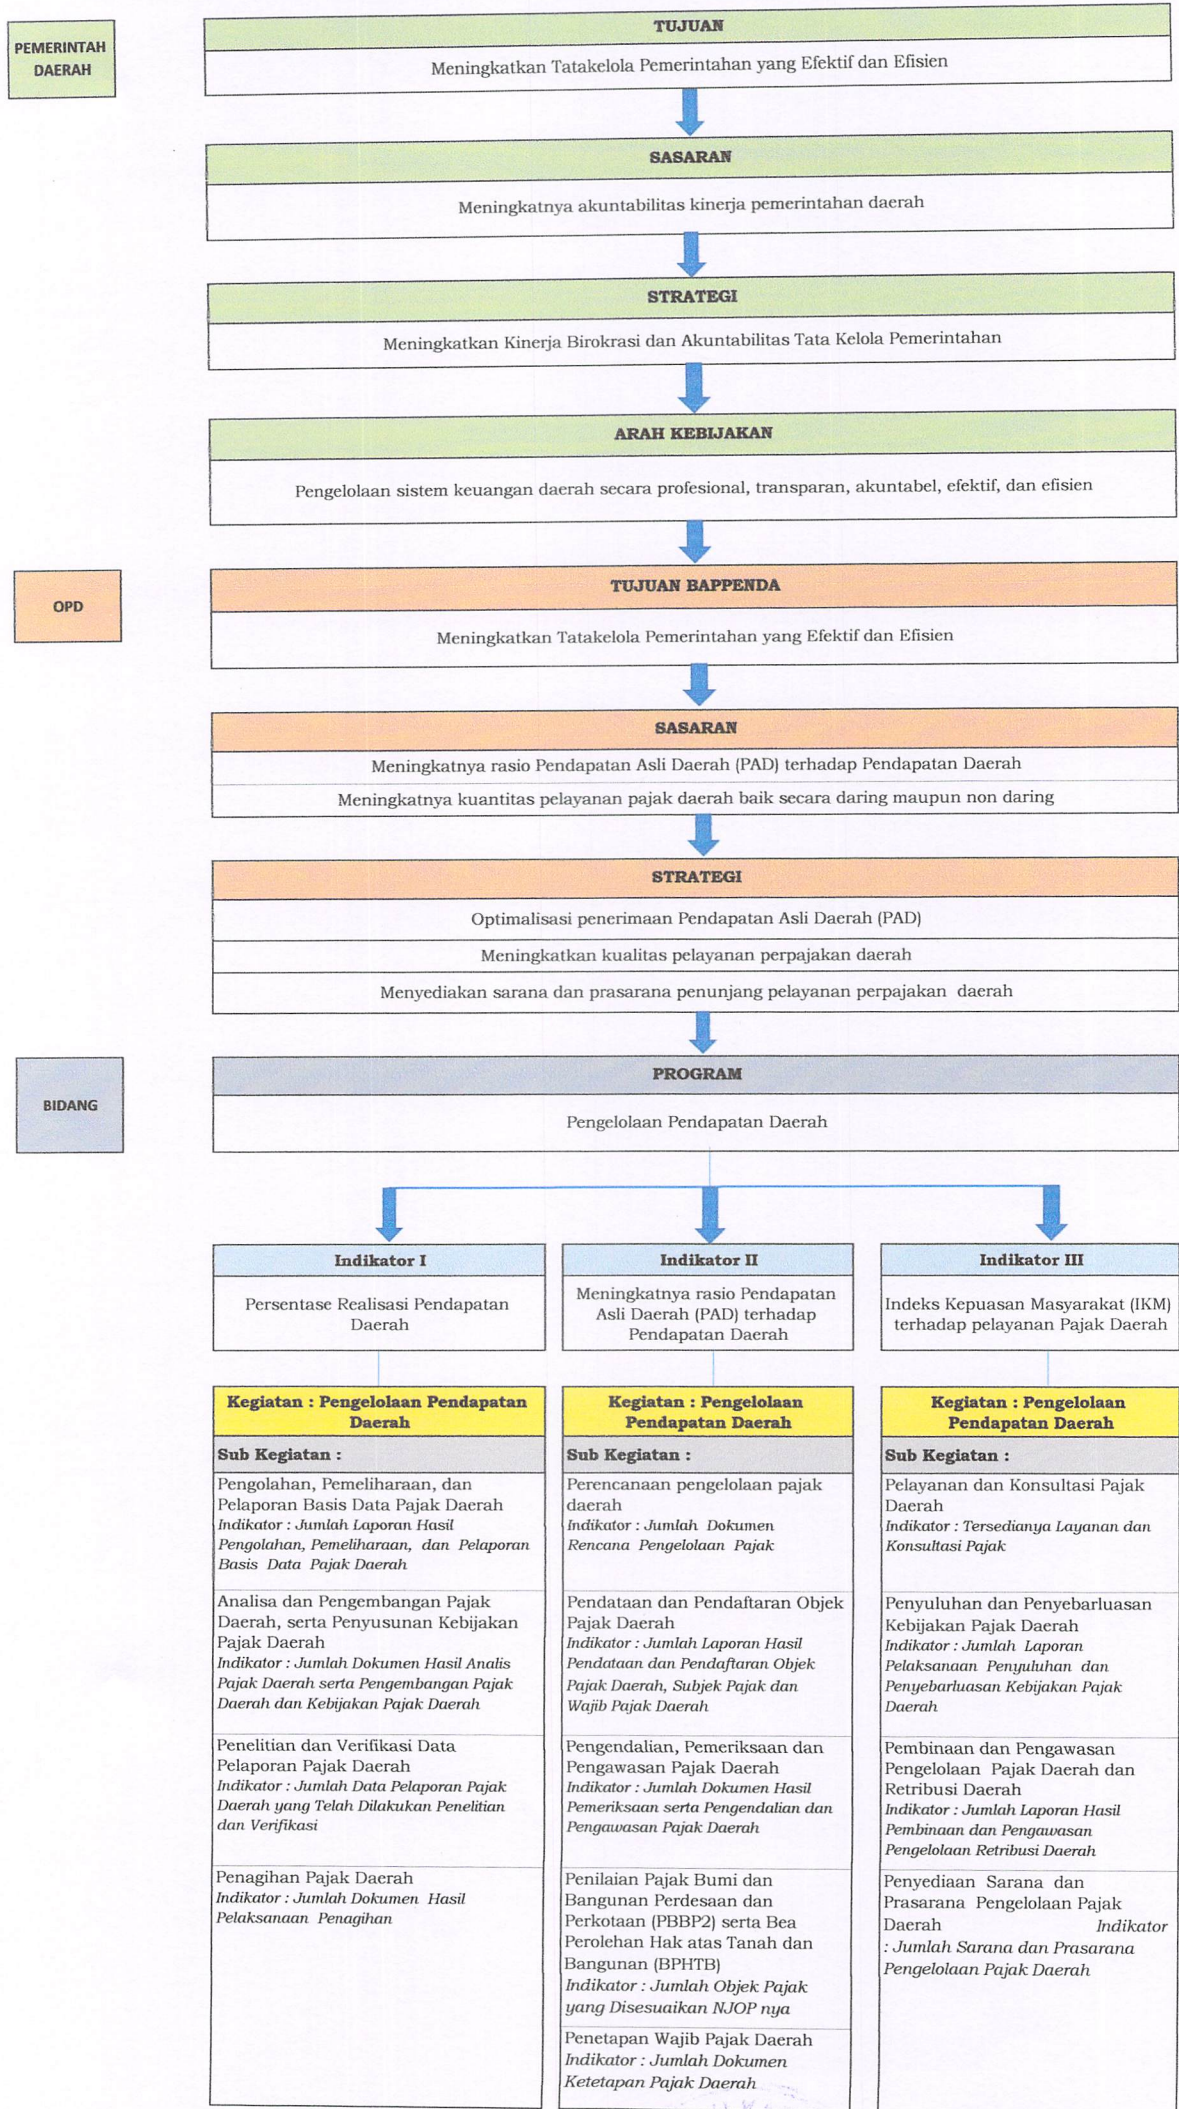 PEMERINTAH
DAERAH
TUJUAN
Meningkatkan Tatakelola Pemerintahan yang Efektif dan Efisien
SASARAN
Meningkatnya akuntabilitas kinerja pemerintahan daerah
STRATEGI
Meningkatkan Kinerja Birokrasi dan Akuntabilitas Tata Kelola Pemerintahan
ARAH KEBIJAKAN
Pengelolaan sistem keuangan daerah secara profesional, transparan, akuntabel, efektif, dan efisien
OPD
TUJUAN BAPPENDA
Meningkatkan Tatakelola Pemerintahan yang Efektif dan Efisien
SASARAN
Meningkatnya rasio Pendapatan Asli Daerah (PAD) terhadap Pendapatan Daerah
Meningkatnya kuantitas pelayanan pajak daerah baik secara daring maupun non daring
STRATEGI
Optimalisasi penerimaan Pendapatan Asli Daerah (PAD)
Meningkatkan kualitas pelayanan perpajakan daerah
Menyediakan sarana dan prasarana penunjang pelayanan perpajakan daerah
BIDANG
PROGRAM
Pengelolaan Pendapatan Daerah
Indikator I
Persentase Realisasi Pendapatan
Daerah
Kegiatan : Pengelolaan Pendapatan
Daerah
Sub Kegiatan :
Pengolahan, Pemeliharaan, dan
Pelaporan Basis Data Pajak Daerah
Indikator : Jumlah Laporan Hasil
Pengolahan, Pemeliharaan, dan Pelaporan
Basis Data Pajak Daerah
Analisa dan Pengembangan Pajak
Daerah, serta Penyusunan Kebijakan
Pajak Daerah
Indikator : Jumlah Dokumen Hasil Analis
Pajak Daerah serta Pengembangan Pajak
Daerah dan Kebijakan Pajak Daerah
Penelitian dan Verifikasi Data
Pelaporan Pajak Daerah
Indikator : Jumlah Data Pelaporan Pajak
Daerah yang Telah Dilakukan Penelitian
dan Verifikasi
Penagihan Pajak Daerah
Indikator : Jumlah Dokumen Hasil
Pelaksanaan Penagihan
Indikator II
Meningkatnya rasio Pendapatan
Asli Daerah (PAD) terhadap
Pendapatan Daerah
Kegiatan : Pengelolaan
Pendapatan Daerah
Sub Kegiatan :
Perencanaan pengelolaan pajak
daerah
Indikator : Jumlah Dokumen
Rencana Pengelolaan Pajak
Pendataan dan Pendaftaran Objek
Pajak Daerah
Indikator : Jumlah Laporan Hasil
Pendataan dan Pendaftaran Objek
Pajak Daerah, Subjek Pajak dan
Wajib Pajak Daerah
Pengendalian, Pemeriksaan dan
Pengawasan Pajak Daerah
Indikator : Jumlah Dokumen Hasil
Pemeriksaan serta Pengendalian dan
Pengawasan Pajak Daerah
Penilaian Pajak Bumi dan
Bangunan Perdesaan dan
Perkotaan (PBBP2) serta Bea
Perolehan Hak atas Tanah dan
Bangunan (BPHTB)
Indikator : Jumlah Objek Pajak
yang Disesuaikan NJOP nya
Penetapan Wajib Pajak Daerah
Indikator : Jumlah Dokumen
Ketetapan Pajak Daerah
Indikator III
Indeks Kepuasan Masyarakat (IKM)
terhadap pelayanan Pajak Daerah
Kegiatan : Pengelolaan
Pendapatan Daerah
Sub Kegiatan :
Pelayanan dan Konsultasi Pajak
Daerah
Indikator : Tersedianya Layanan dan
Konsultasi Pajak
Penyuluhan dan Penyebarluasan
Kebijakan Pajak Daerah
Indikator : Jumlah Laporan
Pelaksanaan Penyuluhan dan
Penyebarluasan Kebijakan Pajak
Daerah
Pembinaan dan Pengawasan
Pengelolaan Pajak Daerah dan
Retribusi Daerah
Indikator : Jumlah Laporan Hasil
Pembinaan dan Pengawasan
Pengelolaan Retribusi Daerah
Penyediaan Sarana dan
Prasarana Pengelolaan Pajak
Daerah Indikator
: Jumlah Sarana dan Prasarana
Pengelolaan Pajak Daerah